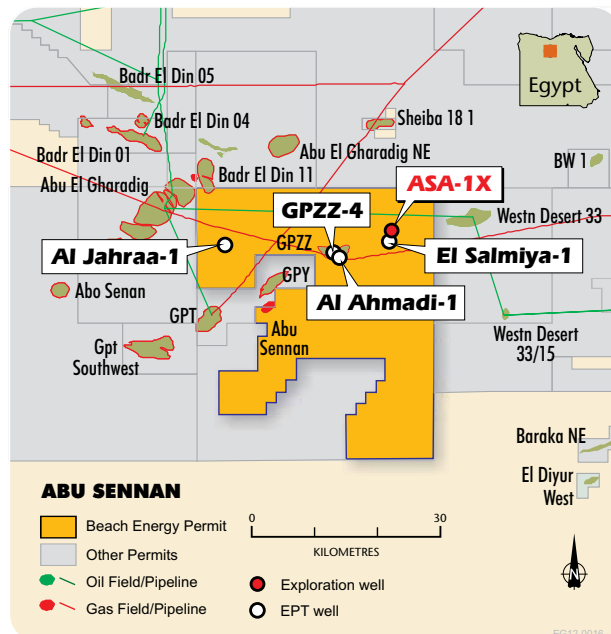 Badr El Din 05
Egypt
Badr El Din 04
Sheiba 18 1
Badr El Din 01
Abu El Gharadig NE
BW 1
Abu El Gharadig
Badr El Din 11
ASA-1X
GPZZ-4
Westn Desert 33
Al Jahraa-1
GPZZ
El Salmiya-1
Abo Senan
GPY
Al Ahmadi-1
GPT
Abu
Sennan
Gpt
Southwest
Westn Desert
33/15
Baraka NE
El Diyur
West
ABU SENNAN
Beach Energy Permit
Other Permits
Oil Field/Pipeline
Gas Field/Pipeline
0
30
KILOMETRES
Exploration well
EPT well
N